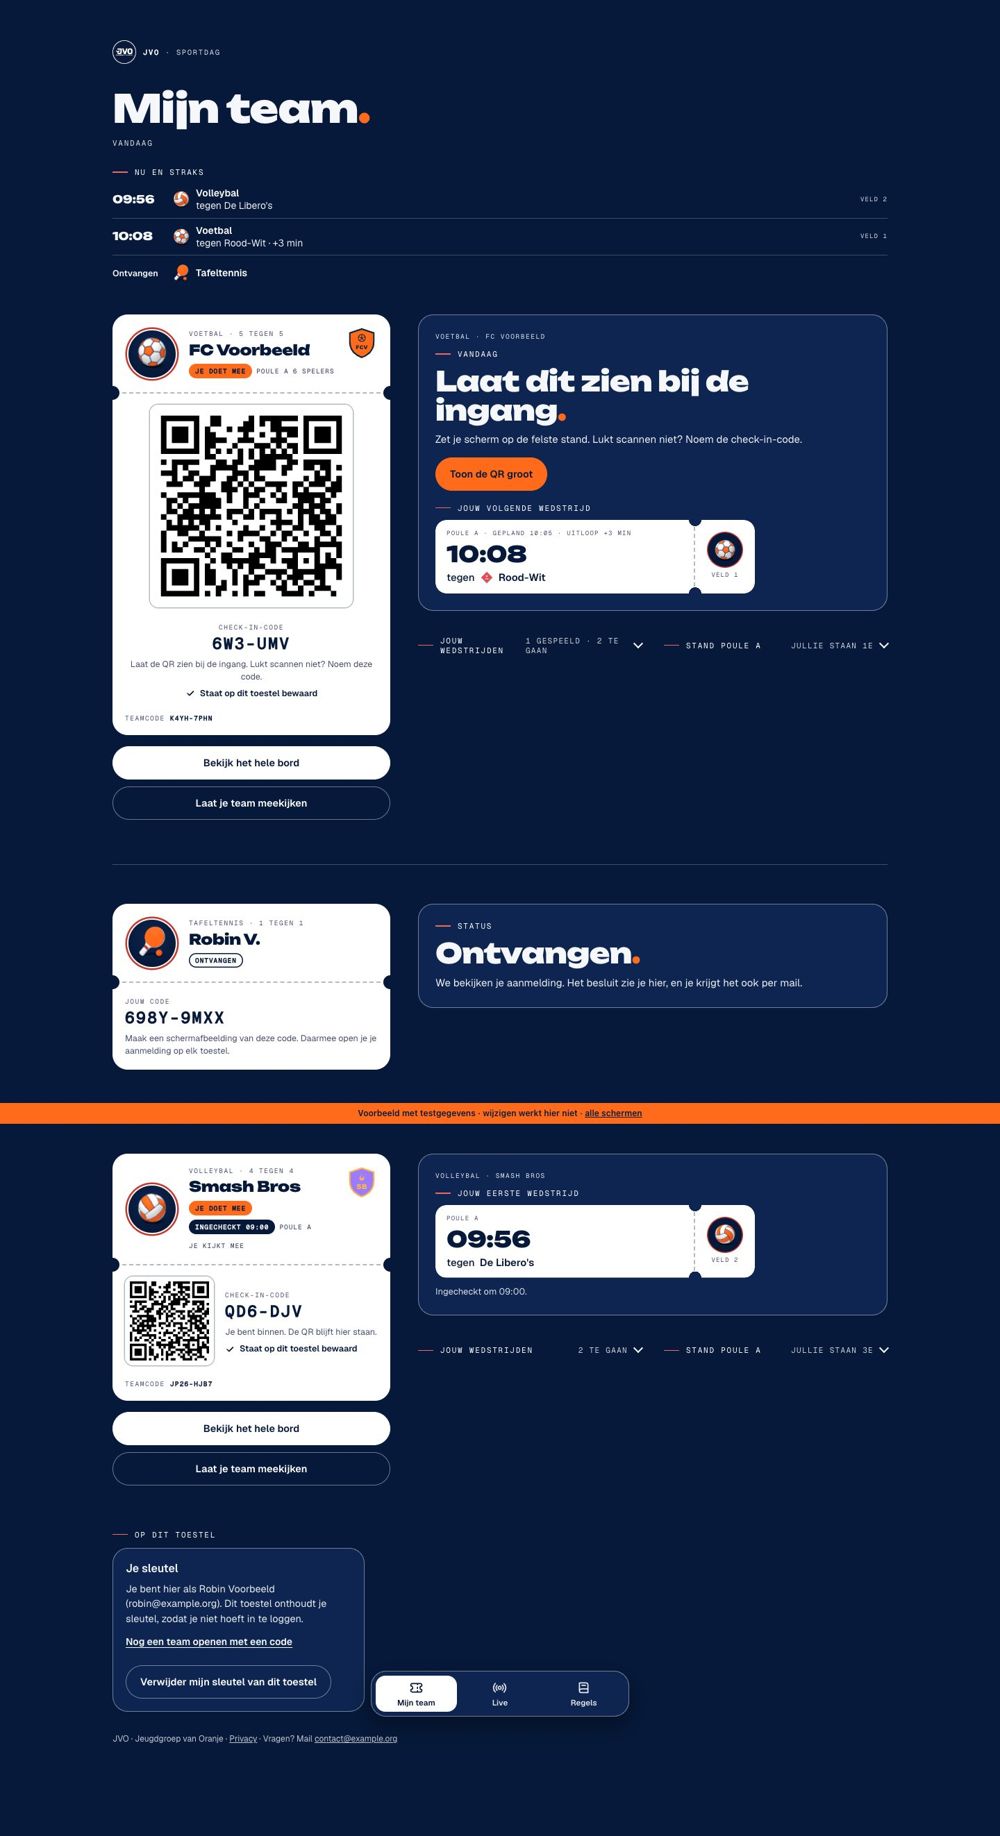 JVO
JVO · SPORTDAG
Mijn team.
VANDAAG
NU EN STRAKS
09:56
Volleybal
tegen De Libero's
VELD 2
10:08
Voetbal
tegen Rood-Wit · +3 min
VELD 1
Ontvangen
Tafeltennis
VOETBAL · 5 TEGEN 5
FC Voorbeeld
JE DOET MEE POULE A 6 SPELERS
FCV
CHECK-IN-CODE
6W3-UMV
Laat de QR zien bij de ingang. Lukt scannen niet? Noem deze
code.
Staat op dit toestel bewaard
TEAMCODE K4YH-7PHN
Bekijk het hele bord
Laat je team meekijken
VOETBAL · FC VOORBEELD
VANDAAG
Laat dit zien bij de
ingang.
Zet je scherm op de felste stand. Lukt scannen niet? Noem de check-in-code.
Toon de QR groot
JOUW VOLGENDE WEDSTRIJD
POULE A · GEPLAND 10:05 · UITLOOP +3 MIN
10:08
tegen Rood-Wit
VELD 1
JOUW
WEDSTRIJDEN
1 GESPEELD · 2 TE
GAAN
STAND POULE A
JULLIE STAAN 1E
TAFELTENNIS · 1 TEGEN 1
Robin V.
ONTVANGEN
JOUW CODE
698Y-9MXX
Maak een schermafbeelding van deze code. Daarmee open je je
aanmelding op elk toestel.
STATUS
Ontvangen.
We bekijken je aanmelding. Het besluit zie je hier, en je krijgt het ook per mail.
Voorbeeld met testgegevens · wijzigen werkt hier niet · alle schermen
VOLLEYBAL · 4 TEGEN 4
Smash Bros
JE DOET MEE
INGECHECKT 09:00 POULE A
JE KIJKT MEE
SB
CHECK-IN-CODE
QD6-DJV
Je bent binnen. De QR blijft hier staan.
Staat op dit toestel bewaard
TEAMCODE JP26-HJB7
Bekijk het hele bord
Laat je team meekijken
VOLLEYBAL · SMASH BROS
JOUW EERSTE WEDSTRIJD
POULE A
09:56
tegen De Libero's
VELD 2
Ingecheckt om 09:00.
JOUW WEDSTRIJDEN
2 TE GAAN
STAND POULE A
JULLIE STAAN 3E
OP DIT TOESTEL
Je sleutel
Je bent hier als Robin Voorbeeld
(robin@example.org). Dit toestel onthoudt je
sleutel, zodat je niet hoeft in te loggen.
Nog een team openen met een code
Verwijder mijn sleutel van dit toestel
Mijn team
Live
Regels
JVO · Jeugdgroep van Oranje · Privacy · Vragen? Mail contact@example.org